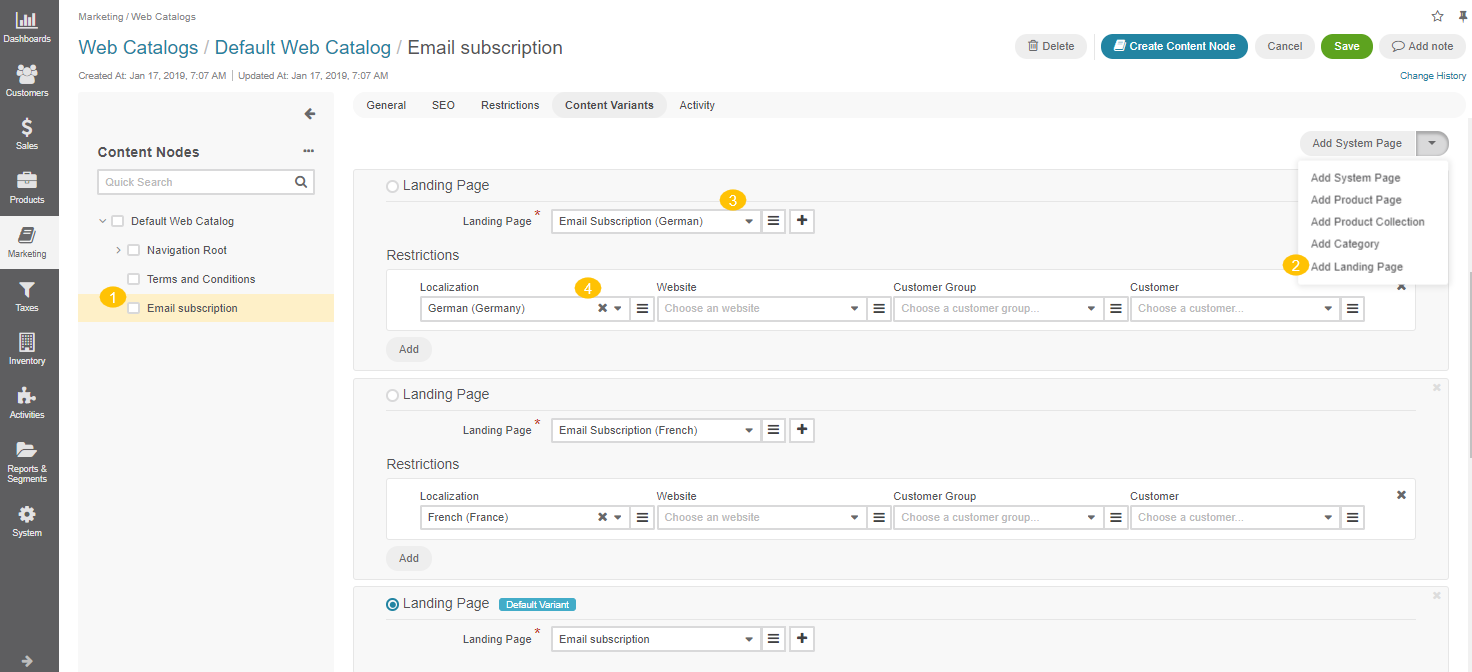 Dashboards
Customers
Sales
Products
Marketing
Taxes
Inventory
Activities
Reports &
Segments
System
Marketing / Web Catalogs
Web Catalogs / Default Web Catalog / Email subscription
Delete
Create Content Node
Cancel
Save
Add note
Created At: Jan 17, 2019, 7:07 AM | Updated At: Jan 17, 2019, 7:07 AM
Change History
Content Nodes
Quick Search
Default Web Catalog
Navigation Root
Terms and Conditions
1
Email subscription
General SEO Restrictions Content Variants Activity
Add System Page
Add System Page
Add Product Page
Add Product Collection
Add Category
2 Add Landing Page
Landing Page
3
Landing Page * Email Subscription (German)
Restrictions
4
Localization Website Customer Group Customer
German (Germany) Choose an website Choose a customer group... Choose a customer...
Add
Landing Page
Landing Page * Email Subscription (French)
Restrictions
Localization Website Customer Group Customer
French (France) Choose an website Choose a customer group... Choose a customer...
Add
Landing Page Default Variant
Landing Page * Email subscription